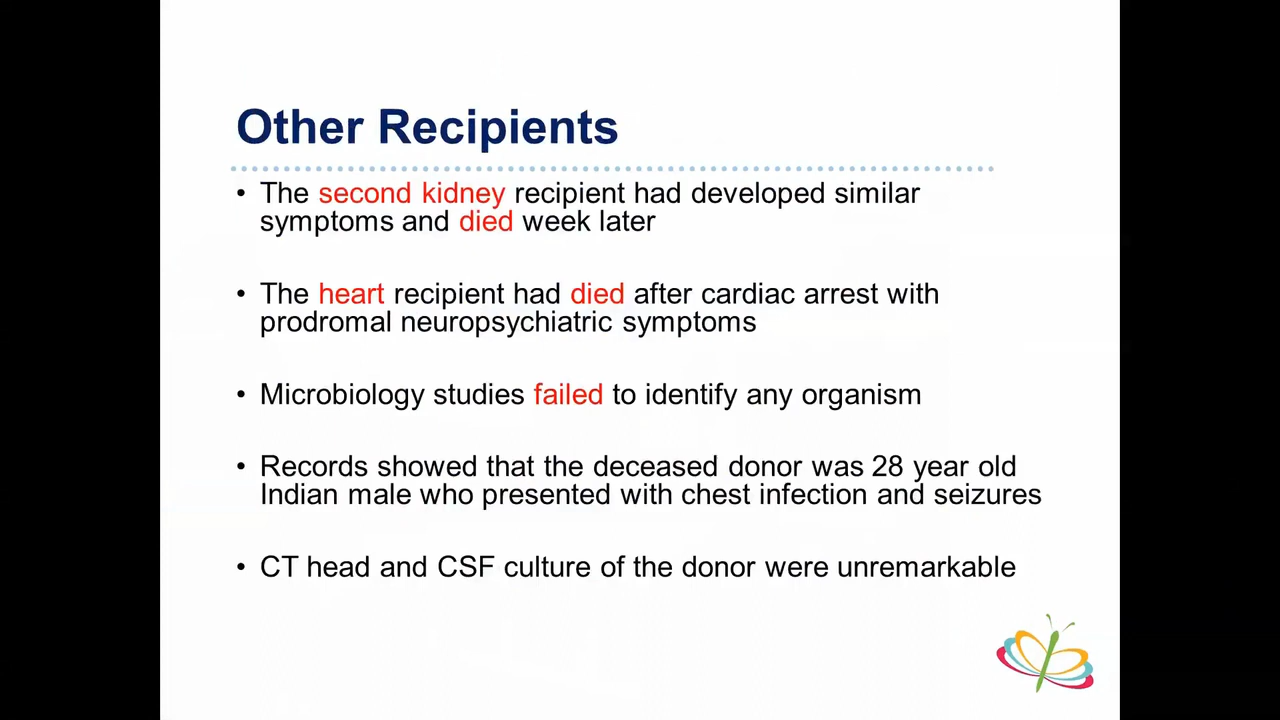 Other Recipients
• The second kidney recipient had developed similar
symptoms and died week later
• The heart recipient had died after cardiac arrest with
prodromal neuropsychiatric symptoms
• Microbiology studies failed to identify any organism
• Records showed that the deceased donor was 28 year old
Indian male who presented with chest infection and seizures
• CT head and CSF culture of the donor were unremarkable